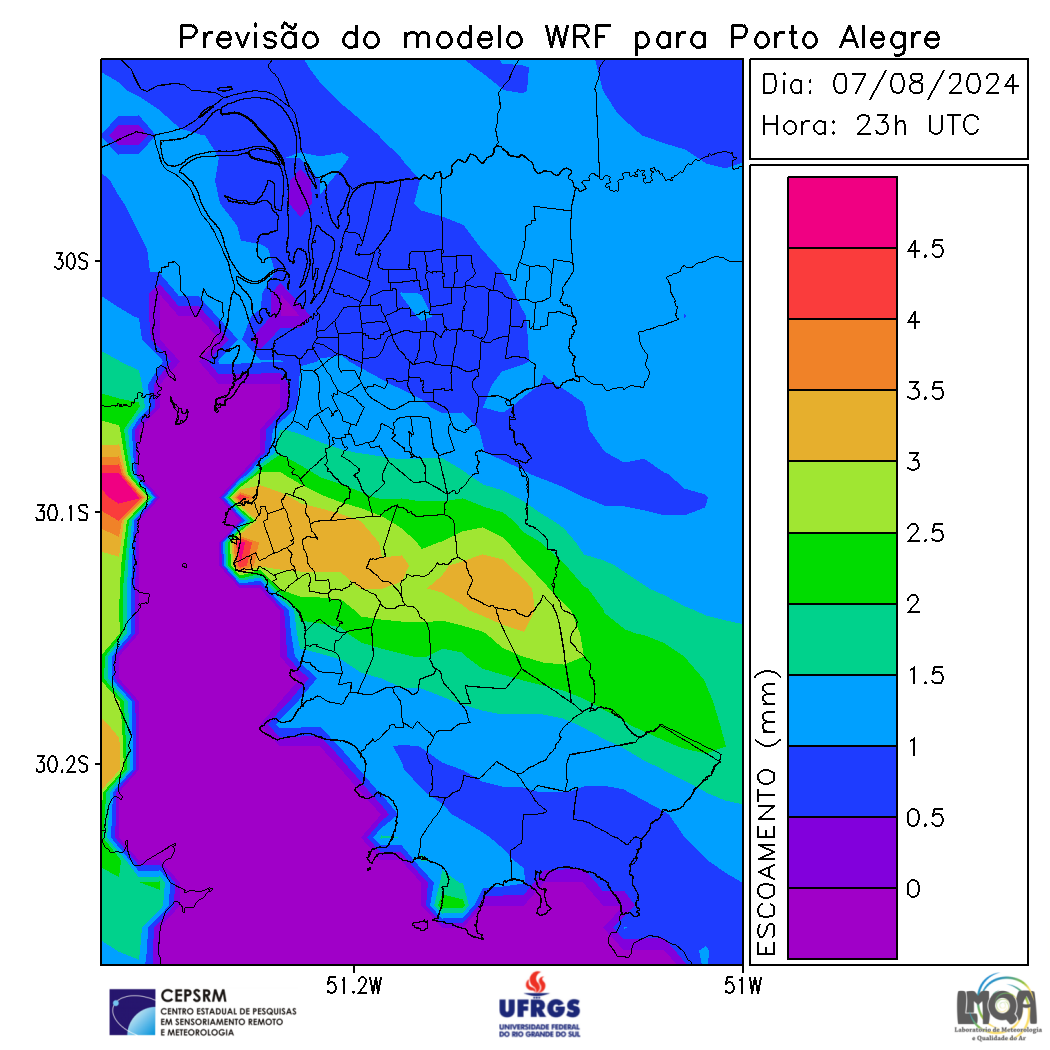 Previsão do modelo WRF para Porto Alegre
Dia: 07/08/2024
Hora: 23h UTC
30S
30.1S
30.2S
51.2W
51W
ESCOAMENTO (mm)
4.5
4
3.5
3
2.5
2
1.5
1
0.5
0
CEPSRM
CENTRO ESTADUAL DE PESQUISAS
EM SENSORIAMENTO REMOTO
E METEOROLOGIA
UFRGS
UNIVERSIDADE FEDERAL
DO RIO GRANDE DO SUL
LMQA
Laboratório de Meteorologia
e Qualidade do Ar